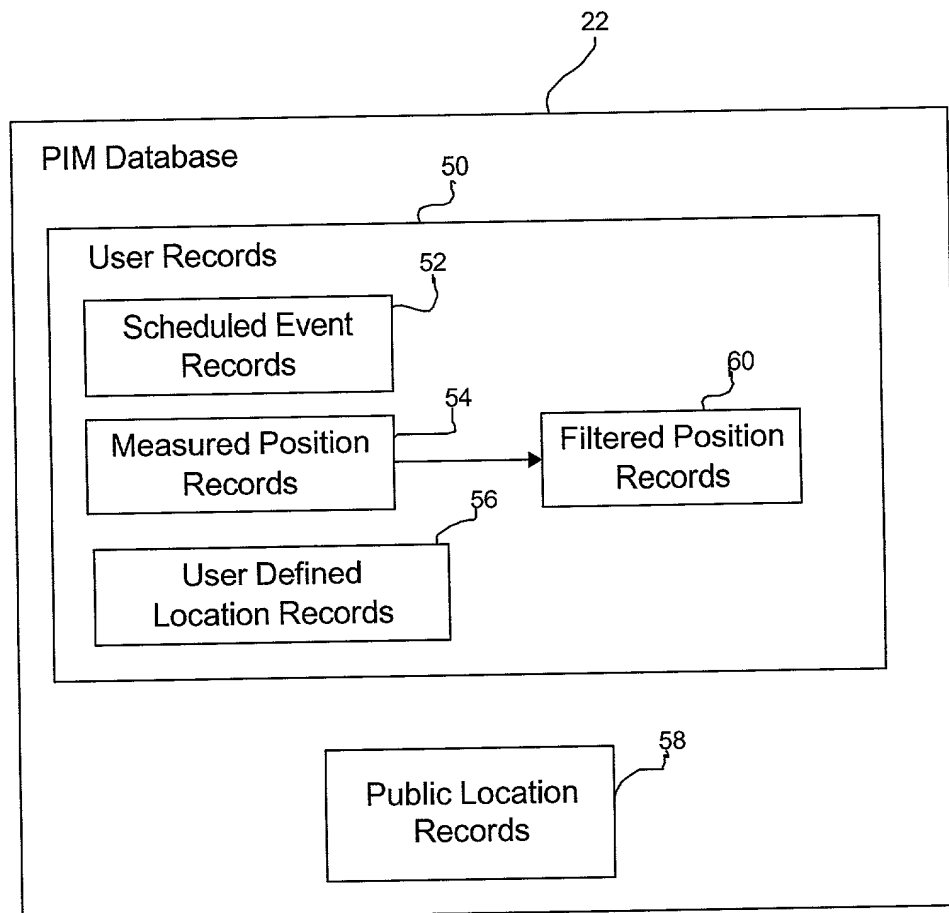 22
PIM Database
50
User Records
52
Scheduled Event
Records
54
Measured Position
Records
60
Filtered Position
Records
56
User Defined
Location Records
58
Public Location
Records